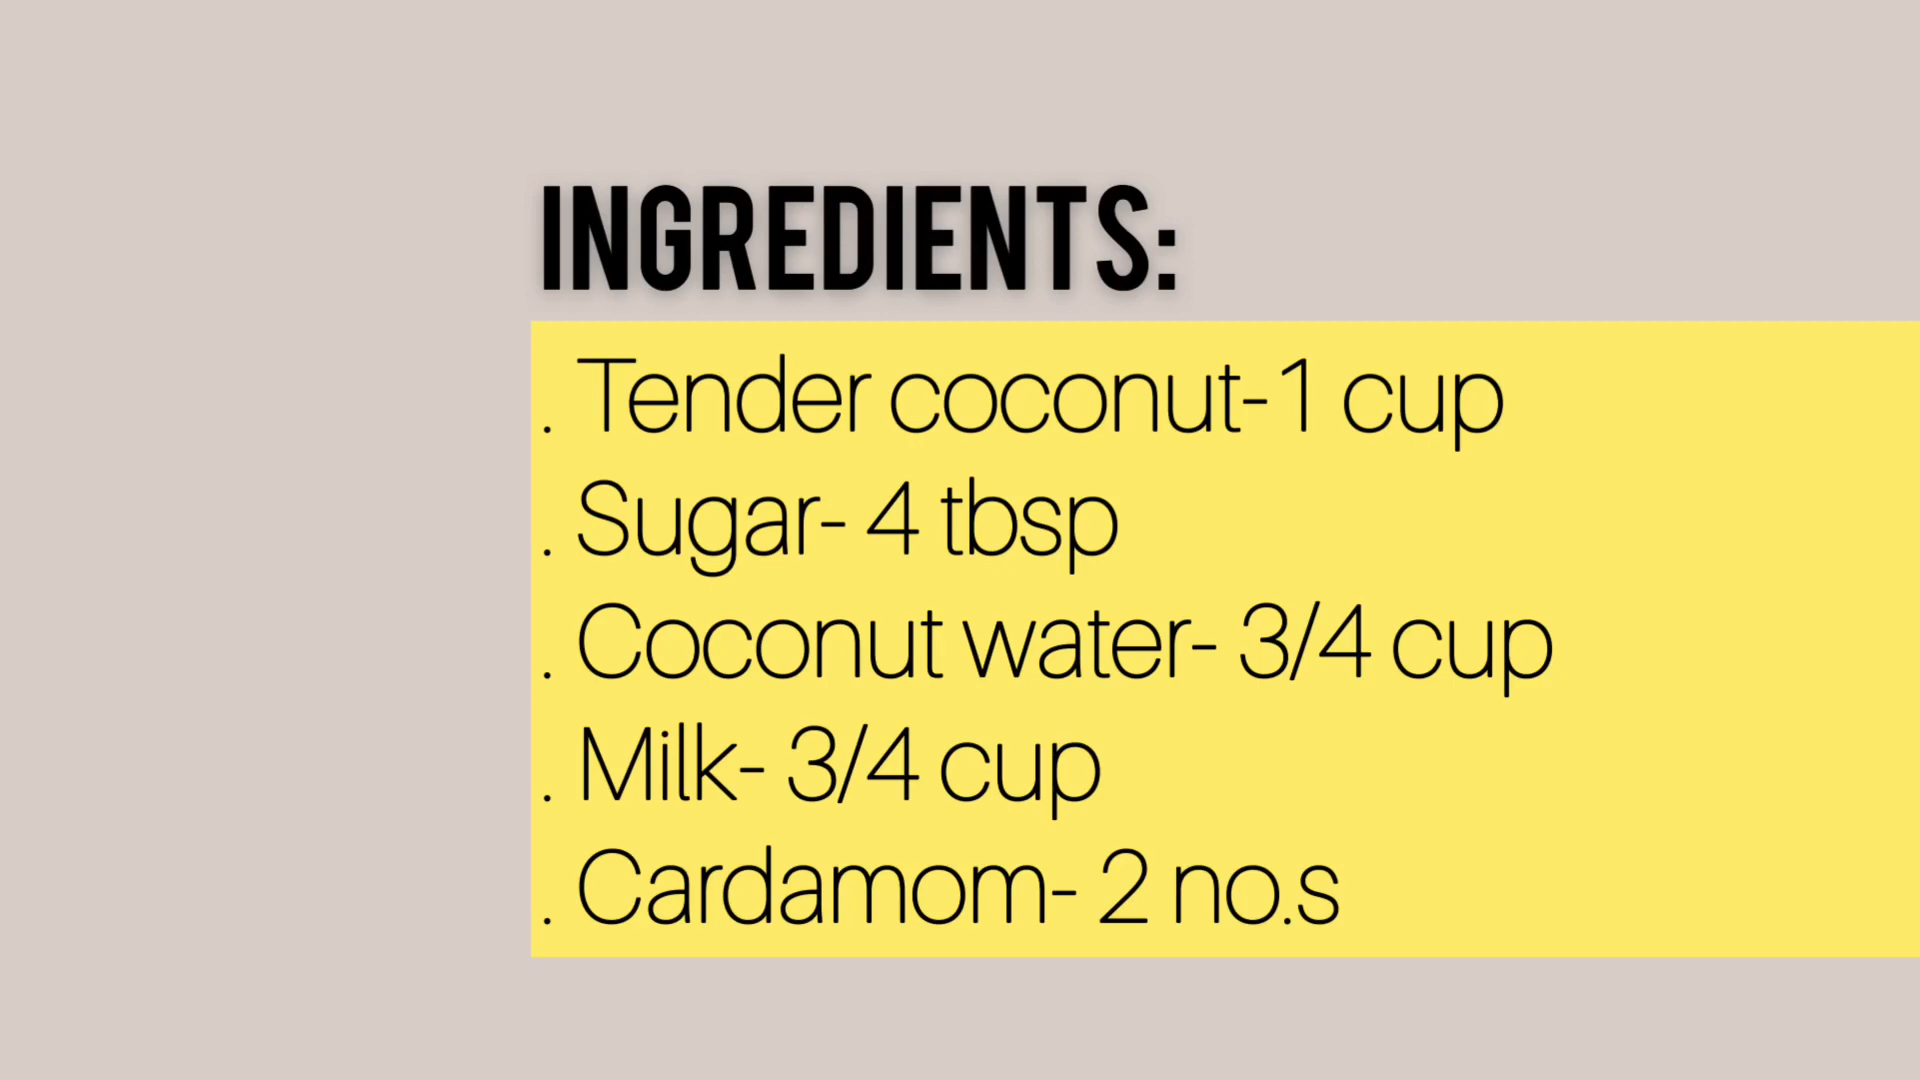 INGREDIENTS:
. Tender coconut-1 cup
. Sugar- 4 tbsp
. Coconut water- 3/4 cup
. Milk- 3/4 cup
. Cardamom- 2 no.s